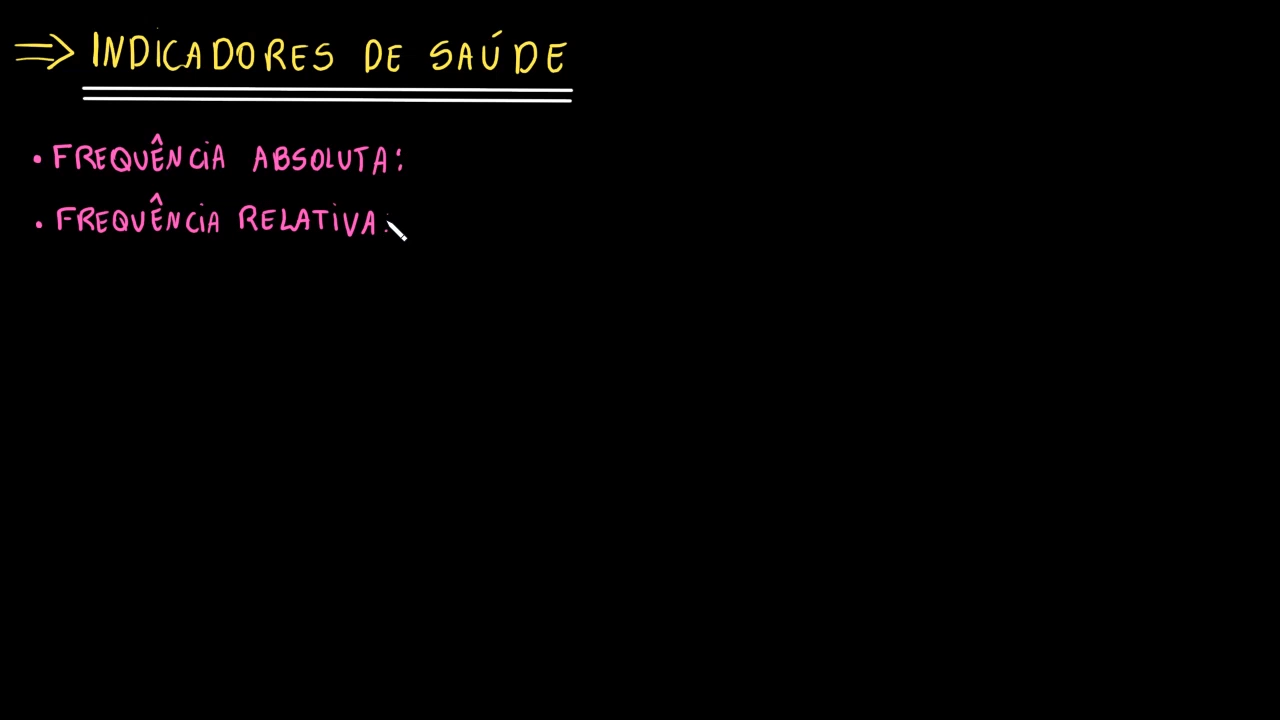 ⇒ INDICADORES DE SAÚDE
• FREQUÊNCIA ABSOLUTA:
• FREQUÊNCIA RELATIVA: